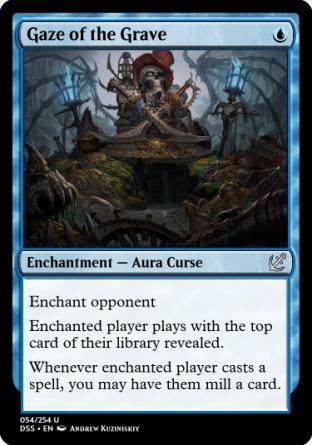 Gaze of the Grave
Enchantment — Aura Curse
Enchant opponent
Enchanted player plays with the top
card of their library revealed.
Whenever enchanted player casts a
spell, you may have them mill a card.
054/254 U
DSS • EN Andrew Kuziniskiy